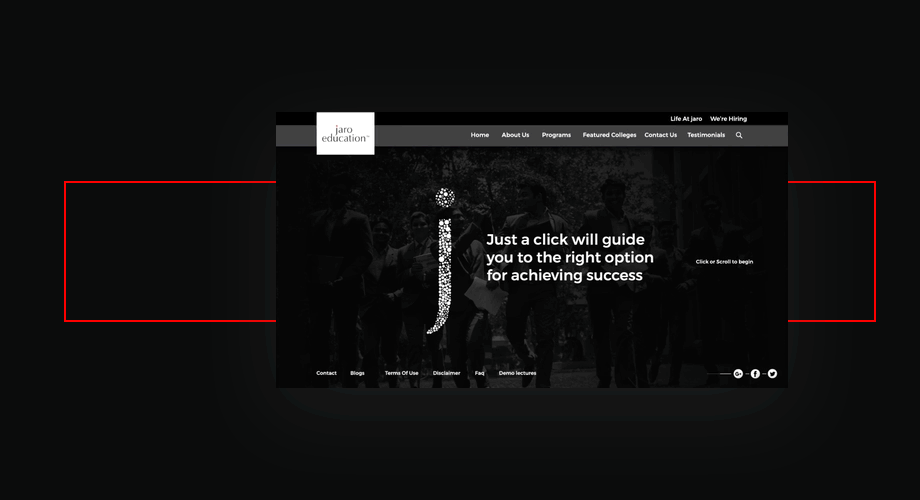 Life At jaro We're Hiring
jaro
education™
Home About Us Programs Featured Colleges Contact Us Testimonials
Just a click will guide
you to the right option
for achieving success
Click or Scroll to begin
Contact Blogs Terms Of Use Disclaimer Faq Demo lectures